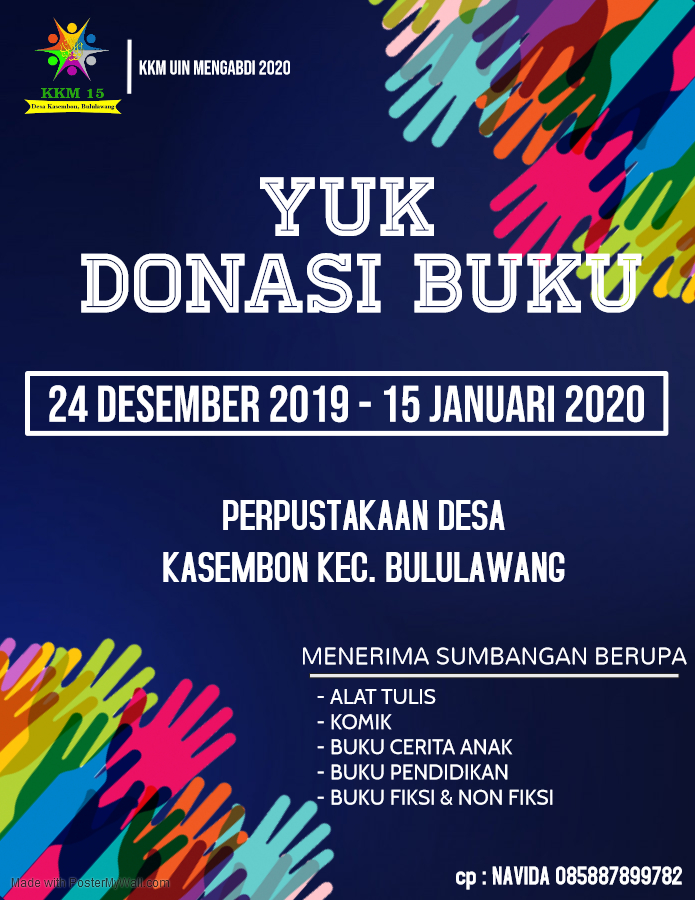 KKM 15
Desa Kasembon, Bululawang
KKM UIN MENGABDI 2020
YUK
DONASI BUKU
24 DESEMBER 2019 - 15 JANUARI 2020
PERPUSTAKAAN DESA
KASEMBON KEC. BULULAWANG
MENERIMA SUMBANGAN BERUPA
- ALAT TULIS
- KOMIK
- BUKU CERITA ANAK
- BUKU PENDIDIKAN
- BUKU FIKSI & NON FIKSI
cp : NAVIDA 085887899782
Made with PosterMyWall.com